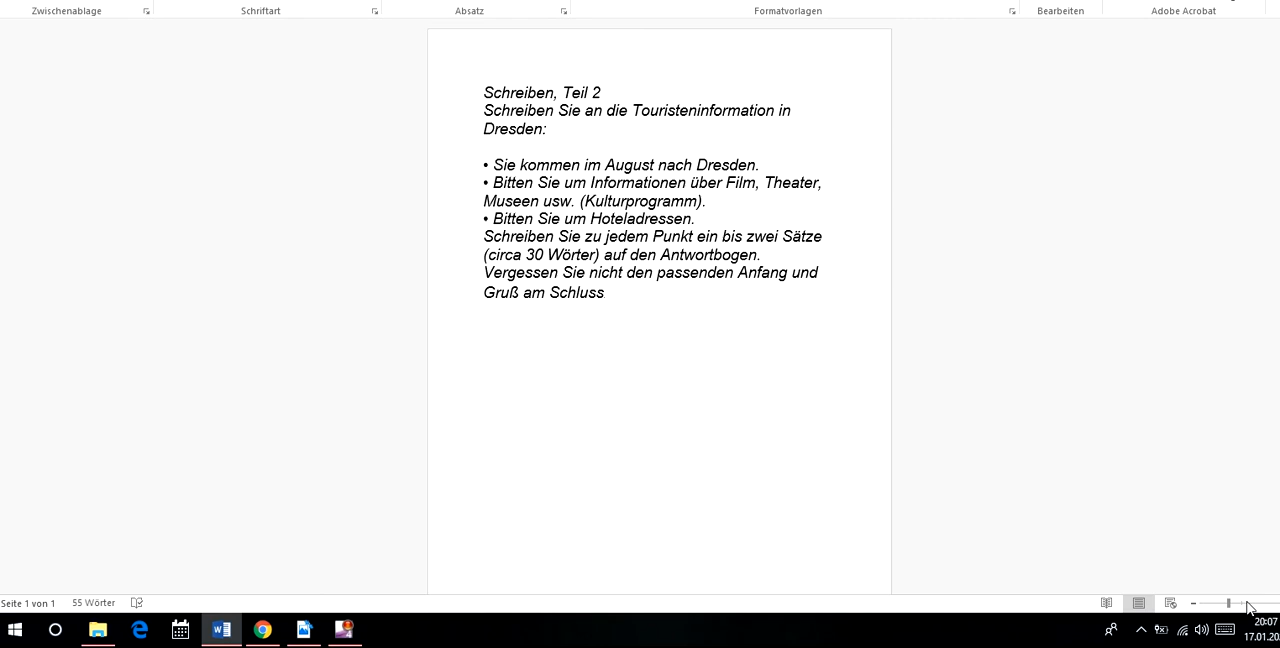 Zwischenablage Schriftart Absatz Formatvorlagen Bearbeiten Adobe Acrobat
Schreiben, Teil 2
Schreiben Sie an die Touristeninformation in
Dresden:
• Sie kommen im August nach Dresden.
• Bitten Sie um Informationen über Film, Theater,
Museen usw. (Kulturprogramm).
• Bitten Sie um Hoteladressen.
Schreiben Sie zu jedem Punkt ein bis zwei Sätze
(circa 30 Wörter) auf den Antwortbogen.
Vergessen Sie nicht den passenden Anfang und
Gruß am Schluss
Seite 1 von 1 55 Wörter
20:07
17.01.20